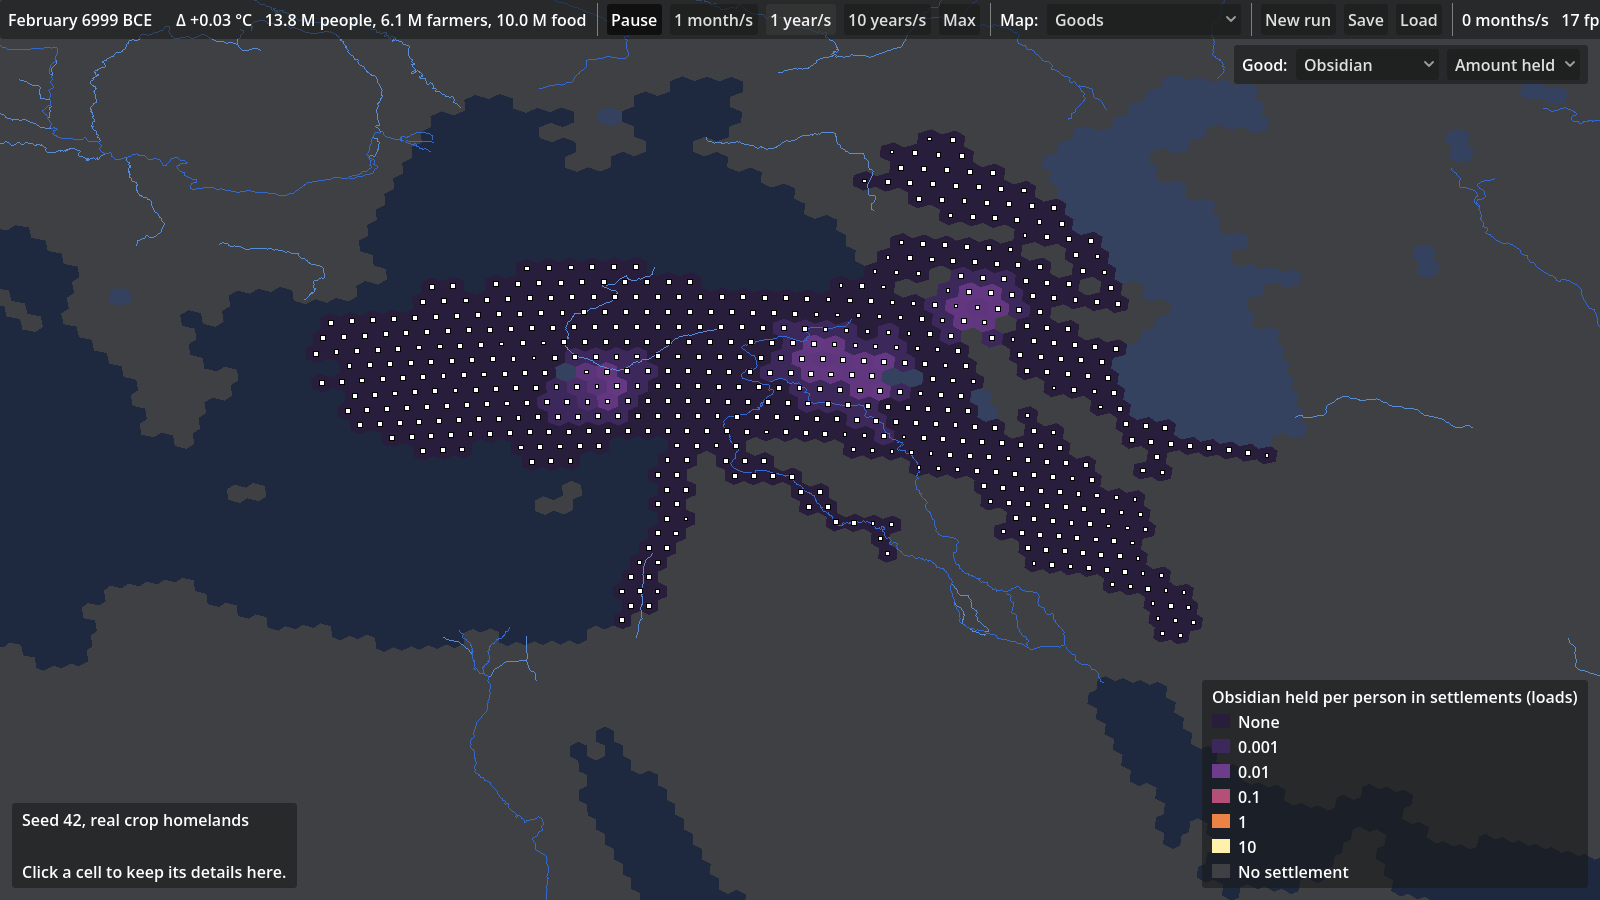 February 6999 BCE Δ +0.03 °C 13.8 M people, 6.1 M farmers, 10.0 M food Pause 1 month/s 1 year/s 10 years/s Max Map: Goods New run Save Load 0 months/s 17 fp
Good: Obsidian Amount held
Obsidian held per person in settlements (loads)
None
0.001
0.01
0.1
1
10
No settlement
Seed 42, real crop homelands
Click a cell to keep its details here.